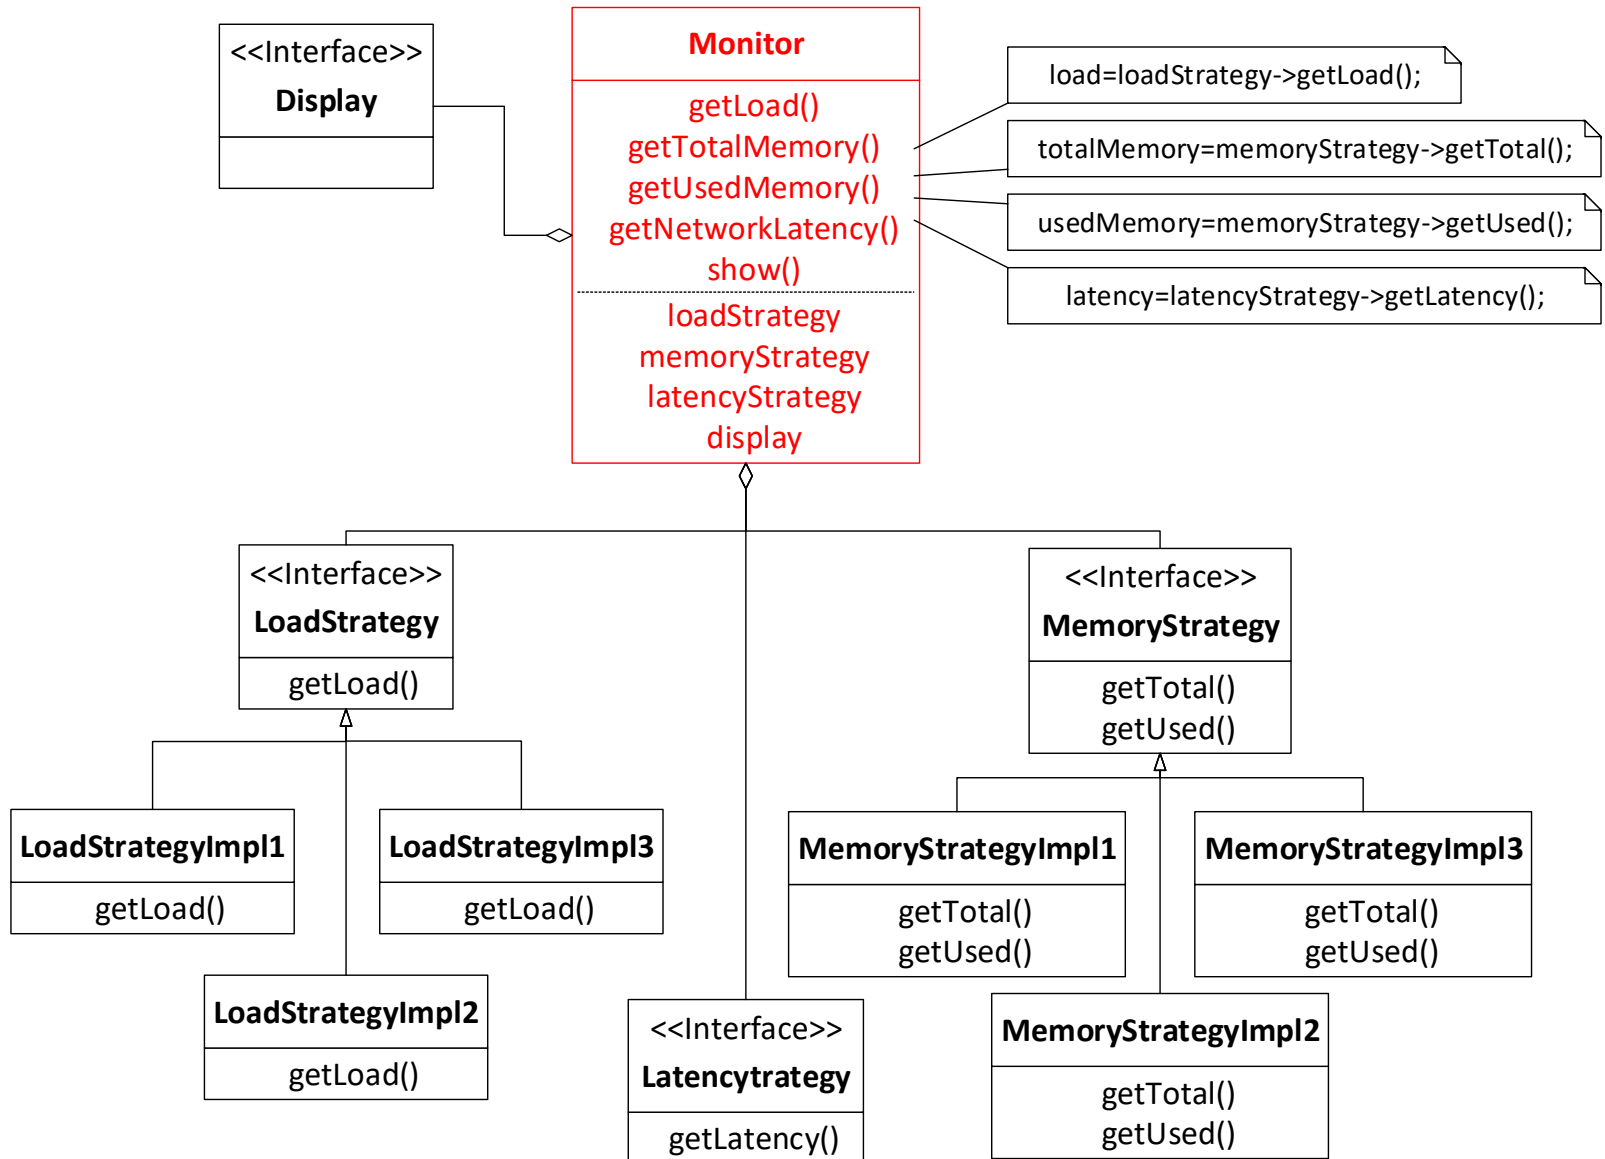 <<Interface>>
Display
Monitor
getLoad()
getTotalMemory()
getUsedMemory()
getNetworkLatency()
show()
loadStrategy
memoryStrategy
latencyStrategy
display
load=loadStrategy->getLoad();
totalMemory=memoryStrategy->getTotal();
usedMemory=memoryStrategy->getUsed();
latency=latencyStrategy->getLatency();
<<Interface>>
LoadStrategy
getLoad()
<<Interface>>
MemoryStrategy
getTotal()
getUsed()
LoadStrategyImpl1
getLoad()
LoadStrategyImpl3
getLoad()
MemoryStrategyImpl1
getTotal()
getUsed()
MemoryStrategyImpl3
getTotal()
getUsed()
LoadStrategyImpl2
getLoad()
<<Interface>>
Latencytrategy
getLatency()
MemoryStrategyImpl2
getTotal()
getUsed()